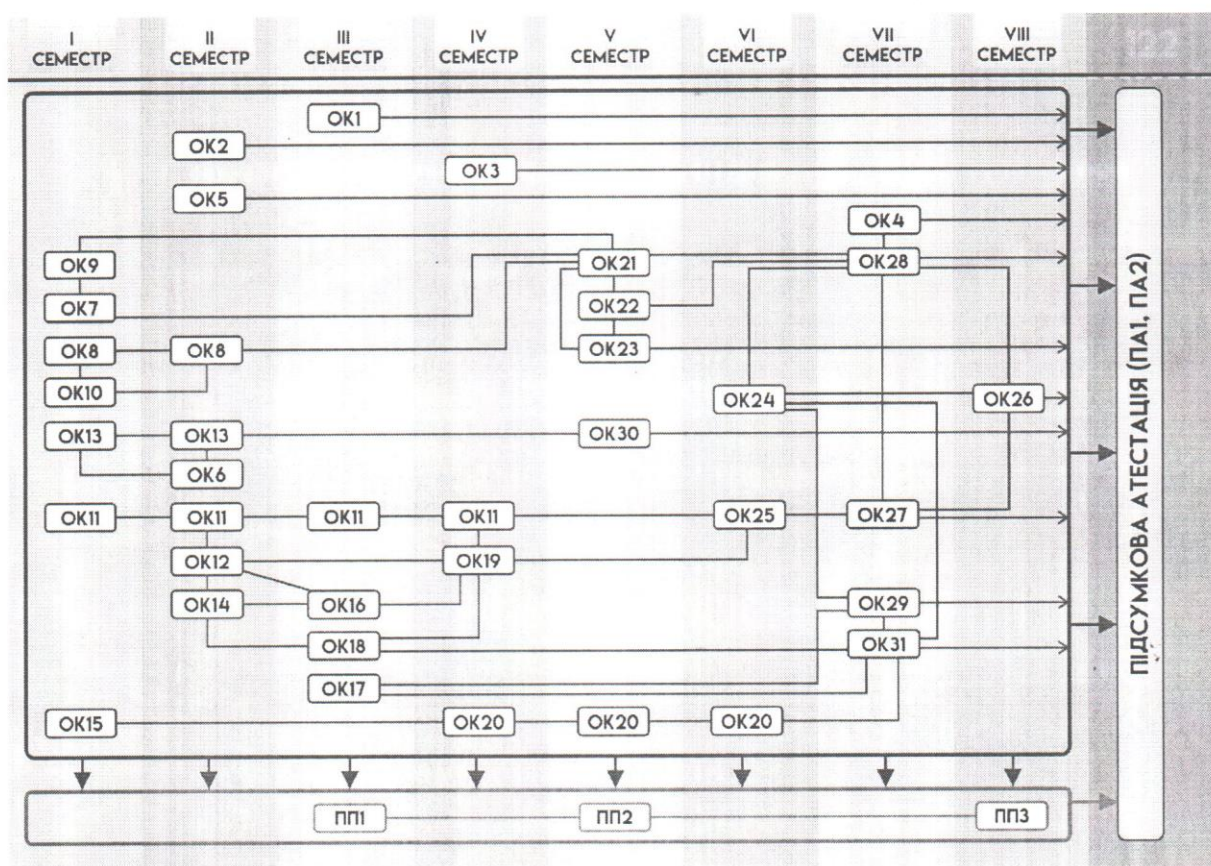 I
СЕМЕСТР
II
СЕМЕСТР
III
СЕМЕСТР
IV
СЕМЕСТР
V
СЕМЕСТР
VI
СЕМЕСТР
VII
СЕМЕСТР
VIII
СЕМЕСТР
ОК1
ОК2
ОК3
ОК5
ОК4
ОК9
ОК21
ОК28
ОК7
ОК22
ОК8
ОК8
ОК23
ОК10
ОК24
ОК26
ОК13
ОК13
ОК30
ОК6
ОК11
ОК11
ОК11
ОК11
ОК25
ОК27
ОК12
ОК19
ОК14
ОК16
ОК29
ОК18
ОК31
ОК17
ОК15
ОК20
ОК20
ОК20
ПП1
ПП2
ПП3
ПІДСУМКОВА АТЕСТАЦІЯ (ПА1, ПА2)